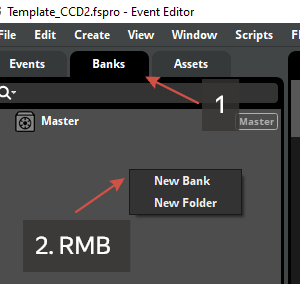 Template_CCD2.fspro - Event Editor
File Edit Create View Window Scripts
Events Banks Assets
1
Master Master
New Bank
New Folder
2. RMB